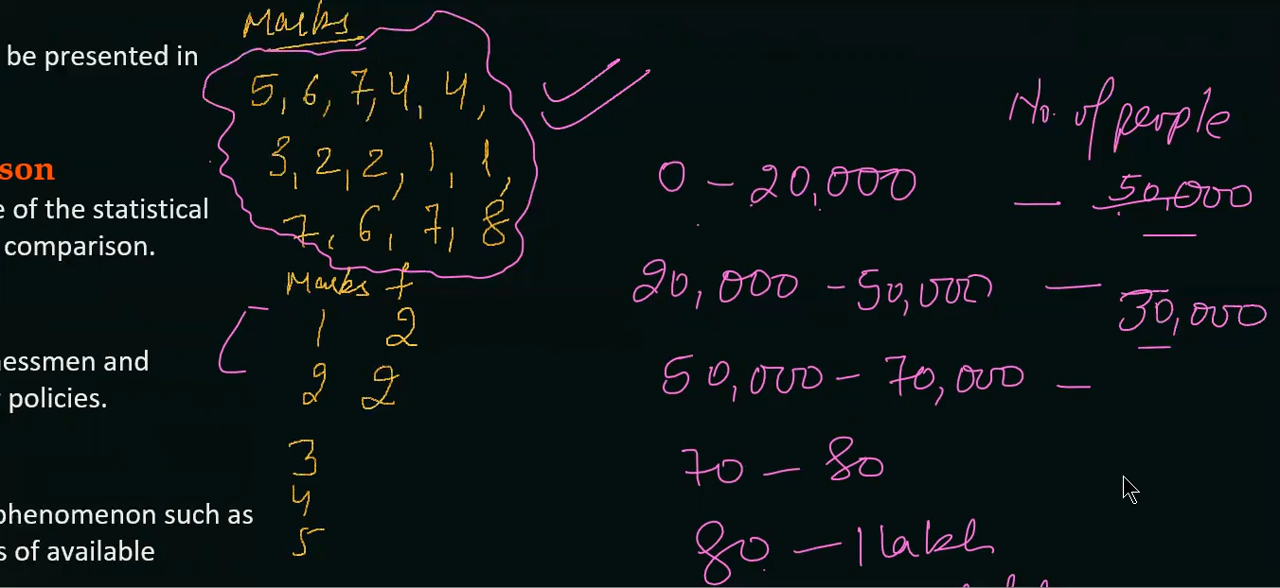 be presented in
son
e of the statistical
comparison.
nessmen and
policies.
phenomenon such as
s of available
Marks
5, 6, 7, 4, 4,
3, 2, 2, 1, 1,
7, 6, 7, 8
Marks f
1 2
2 2
3
4
5
No. of people
0 - 20,000 — 50,000
20,000 - 50,000 — 30,000
50,000 - 70,000 —
70 — 80
80 — 1 lakh